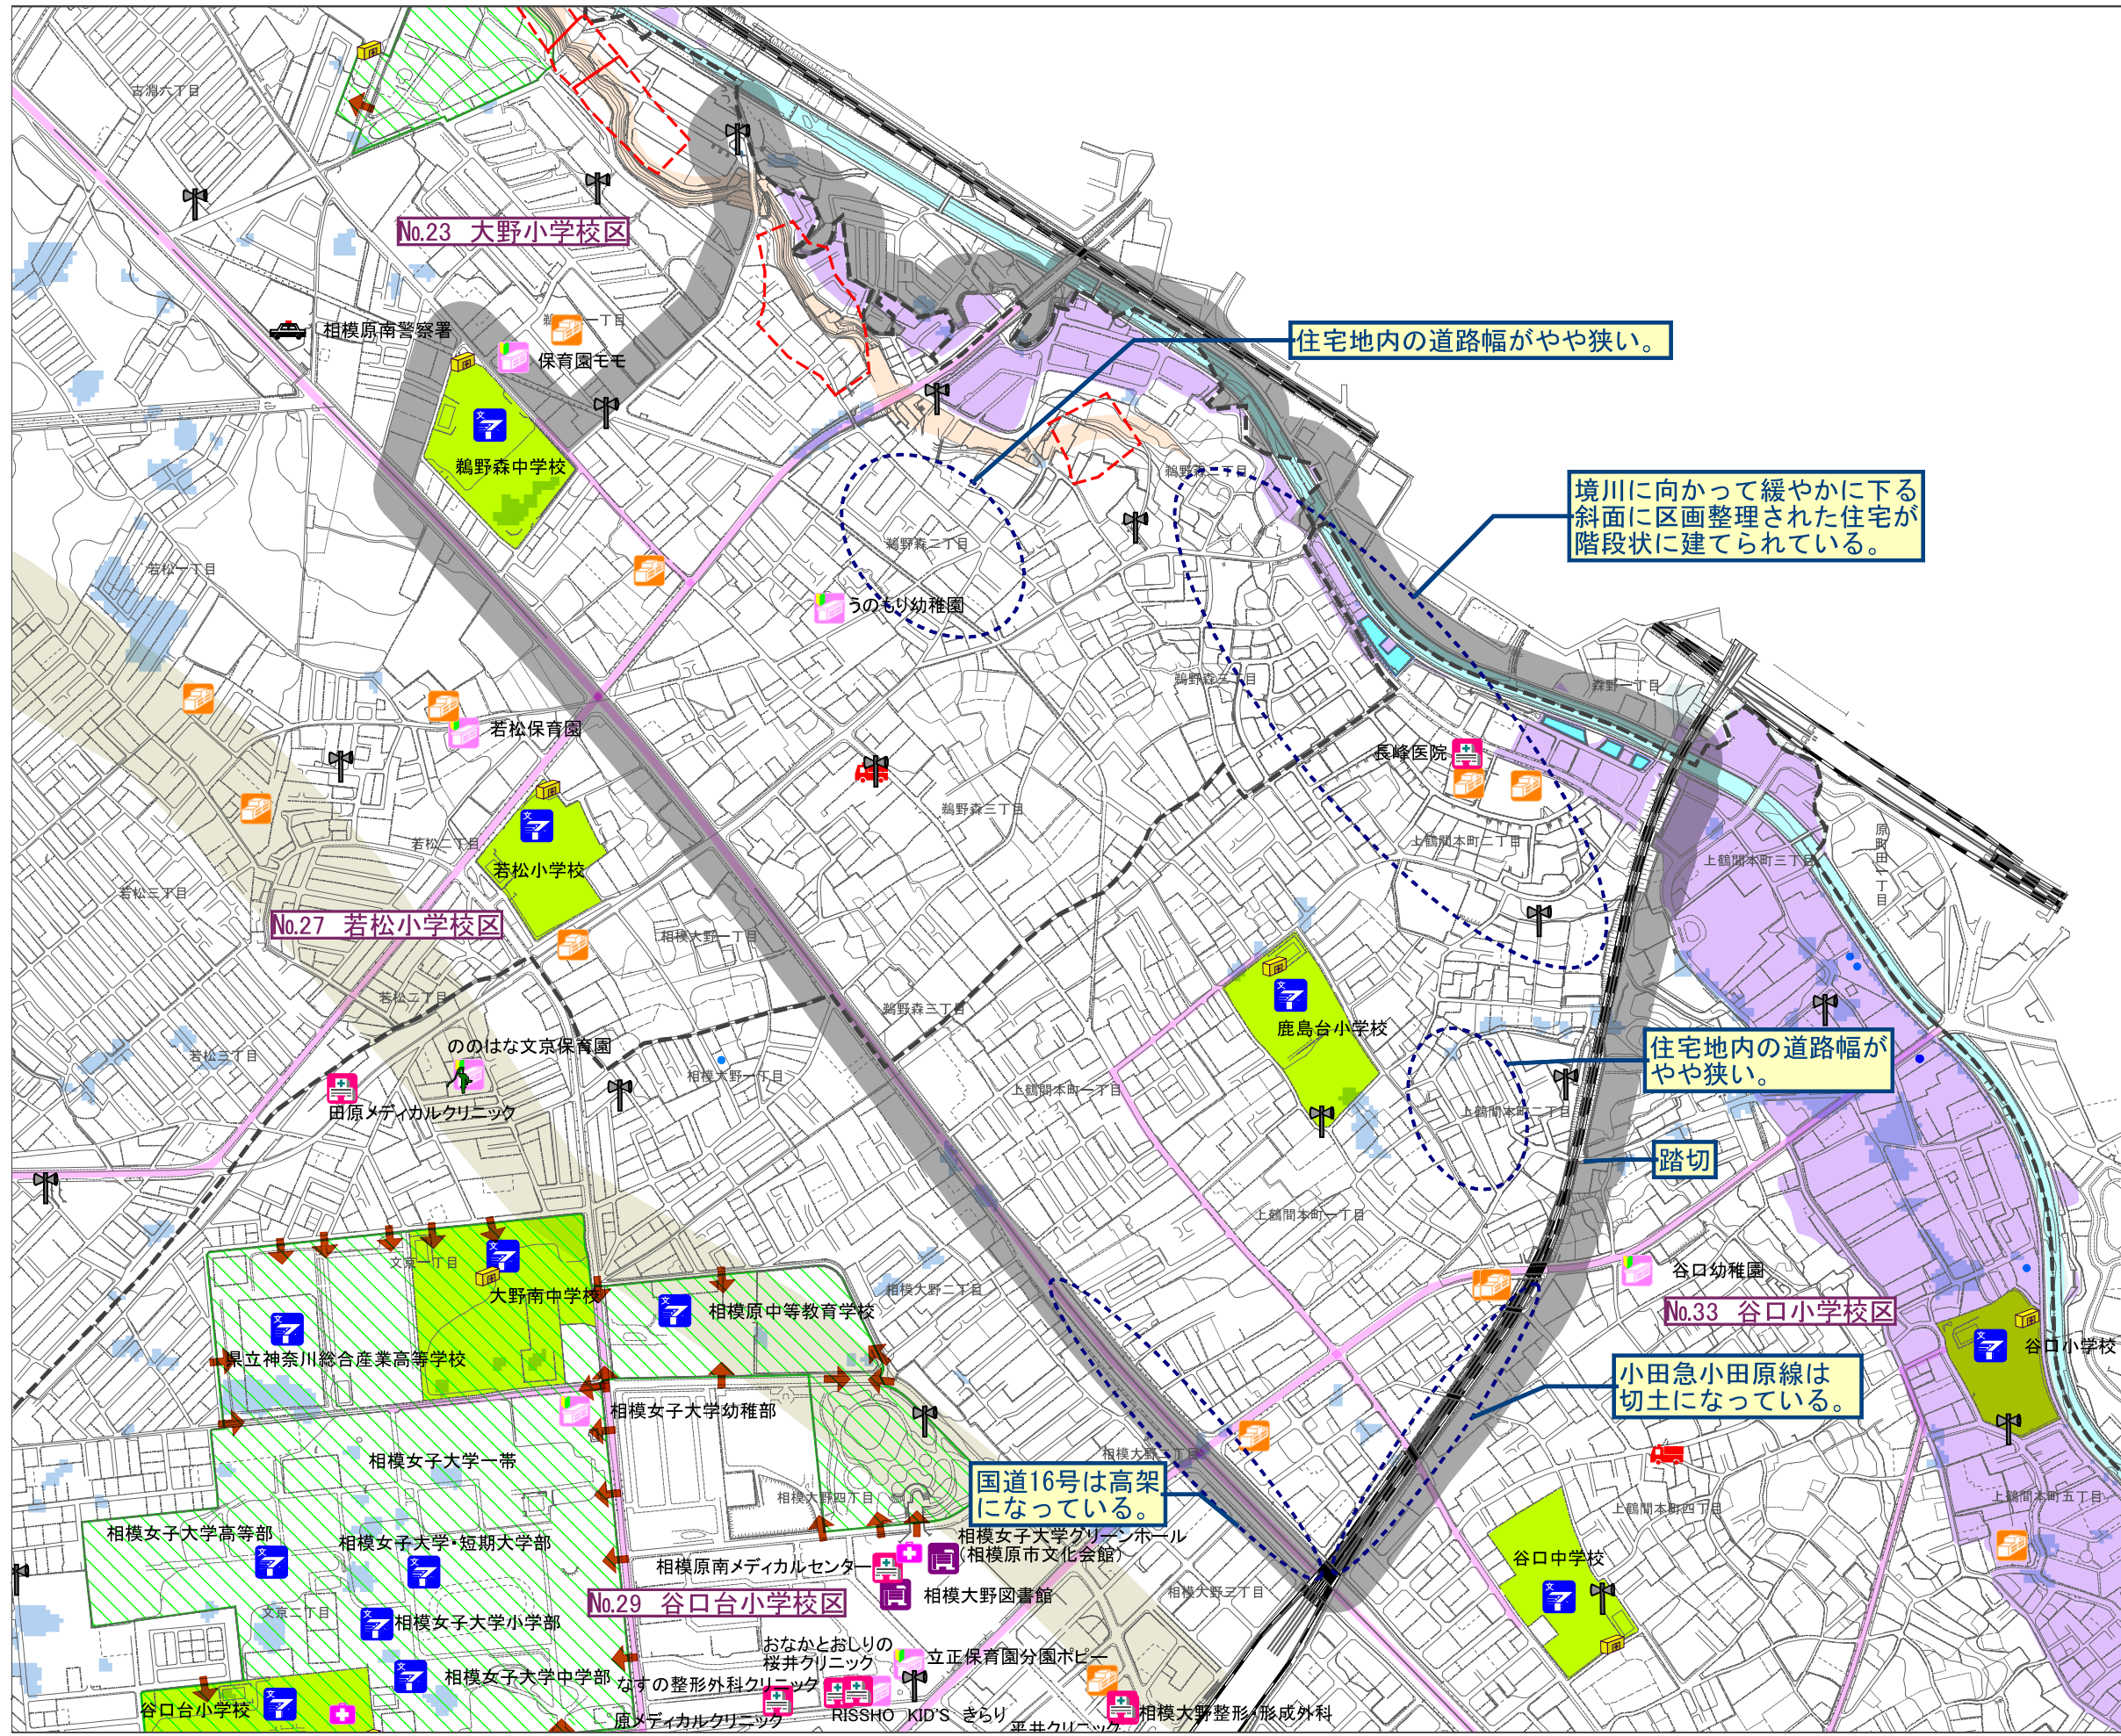 古淵六丁目
No.23 大野小学校区
相模原南警察署
保育園モモ
住宅地内の道路幅がやや狭い。
鵜野森中学校
鵜野森二丁目
鵜野森二丁目
境川に向かって緩やかに下る
斜面に区画整理された住宅が
階段状に建てられている。
若松一丁目
うのもり幼稚園
鵜野森三丁目
森野一丁目
若松保育園
長峰医院
鵜野森三丁目
若松二丁目
上鶴間本町二丁目
上鶴間本町三丁目
原町田一丁目
若松小学校
若松三丁目
No.27 若松小学校区
相模大野一丁目
若松二丁目
鵜野森三丁目
鹿島台小学校
ののはな文京保育園
若松三丁目
相模大野一丁目
住宅地内の道路幅が
やや狭い。
上鶴間本町一丁目
田原メディカルクリニック
上鶴間本町二丁目
踏切
上鶴間本町一丁目
文京一丁目
大野南中学校
相模原中等教育学校
相模大野二丁目
谷口幼稚園
No.33 谷口小学校区
谷口小学校
県立神奈川総合産業高等学校
小田急小田原線は
切土になっている。
相模女子大学幼稚部
相模女子大学一帯
相模大野二丁目
国道16号は高架
になっている。
相模大野四丁目
上鶴間本町四丁目
上鶴間本町五丁目
相模女子大学高等部
相模女子大学・短期大学部
相模女子大学グリーンホール
(相模原市文化会館)
相模原南メディカルセンター
谷口中学校
相模大野図書館
相模大野三丁目
No.29 谷口台小学校区
文京二丁目
相模女子大学小学部
おなかとおしりの
桜井クリニック
立正保育園分園ポピー
相模女子大学中学部
なすの整形外科クリニック
谷口台小学校
原メディカルクリニック
RISSHO KID'S きらり
相模大野整形・形成外科
平井クリニック